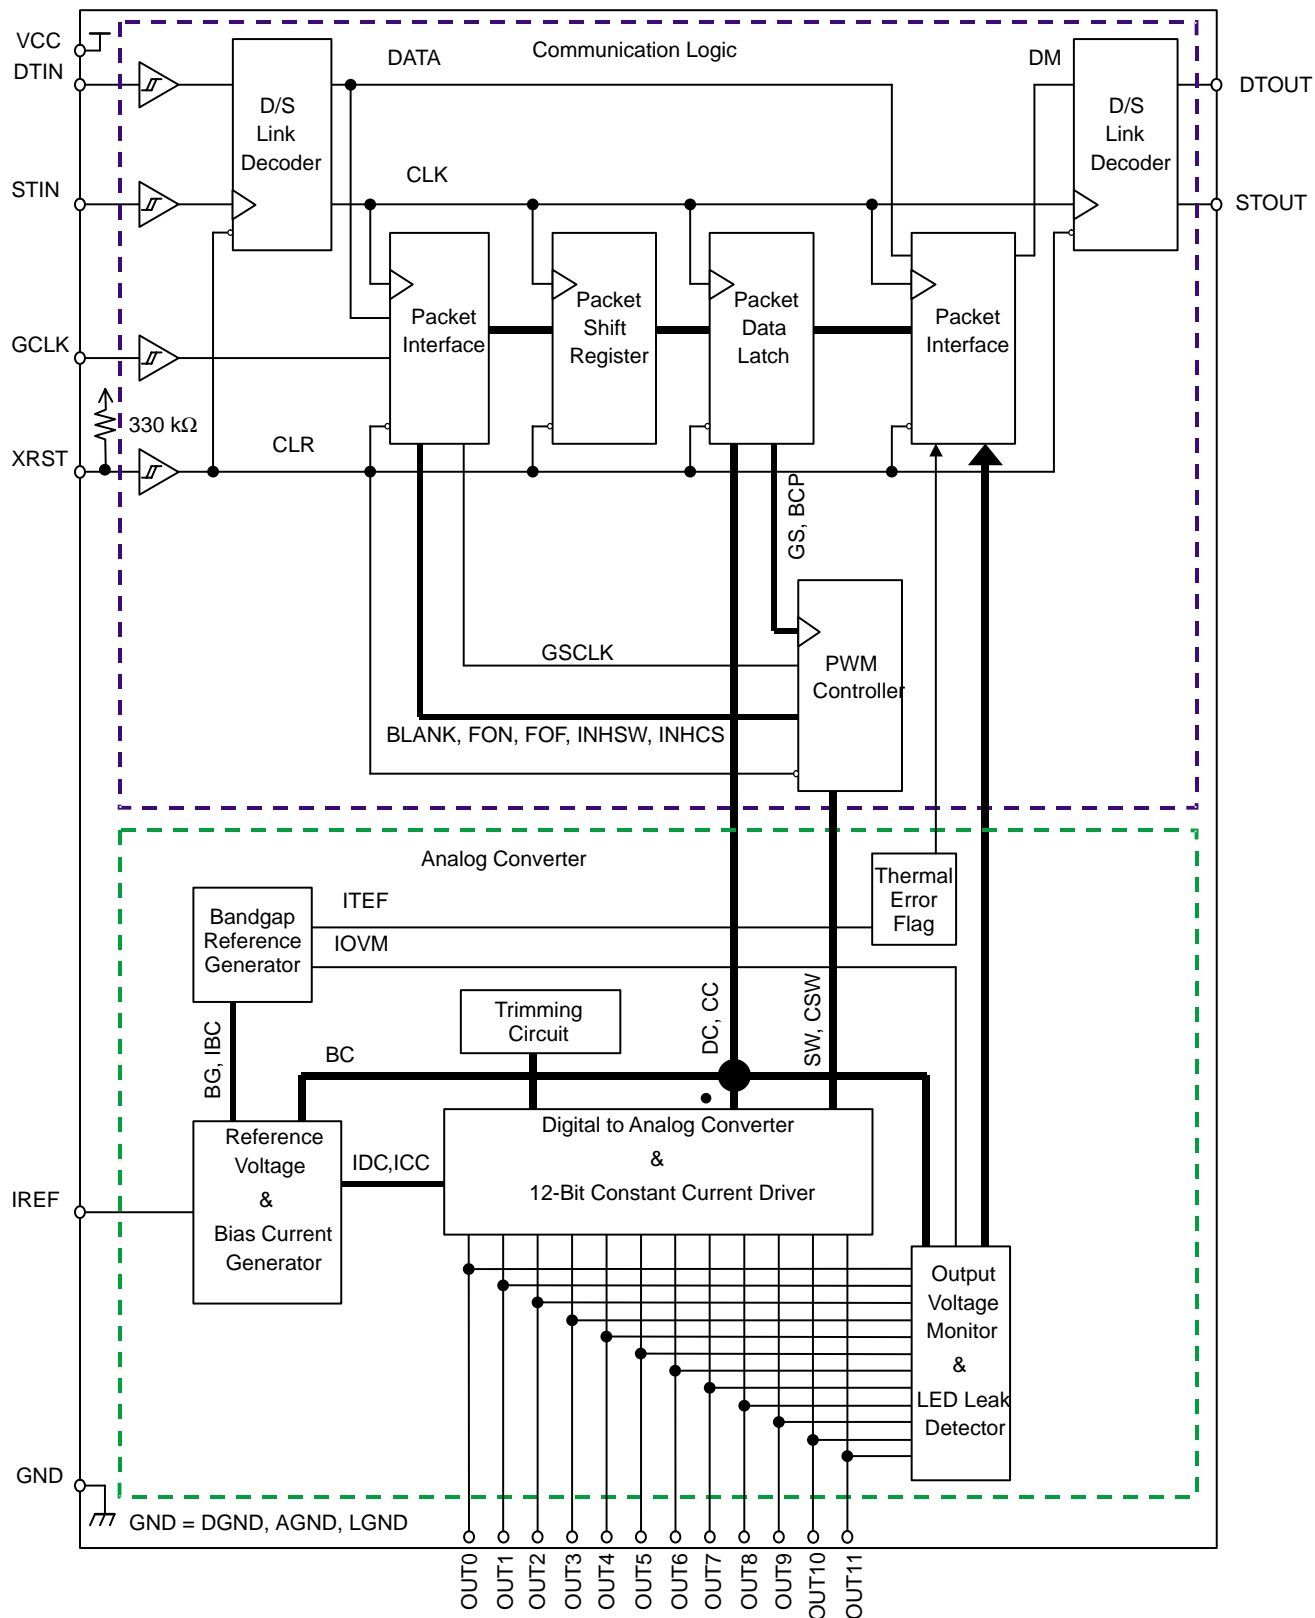 VCC
DTIN
STIN
GCLK
330 kΩ
XRST
Communication Logic
DATA
DM
D/S
Link
Decoder
D/S
Link
Decoder
DTOUT
STOUT
CLK
Packet
Interface
Packet
Shift
Register
Packet
Data
Latch
Packet
Interface
CLR
GS, BCP
GSCLK
PWM
Controller
BLANK, FON, FOF, INHSW, INHCS
Analog Converter
Thermal
Error
Flag
ITEF
Bandgap
Reference
Generator
IOVM
Trimming
Circuit
DC, CC
SW, CSW
BG, IBC
BC
Reference
Voltage
&
Bias Current
Generator
IDC,ICC
Digital to Analog Converter
&
12-Bit Constant Current Driver
IREF
Output
Voltage
Monitor
&
LED Leak
Detector
GND
GND = DGND, AGND, LGND
OUT0
OUT1
OUT2
OUT3
OUT4
OUT5
OUT6
OUT7
OUT8
OUT9
OUT10
OUT11